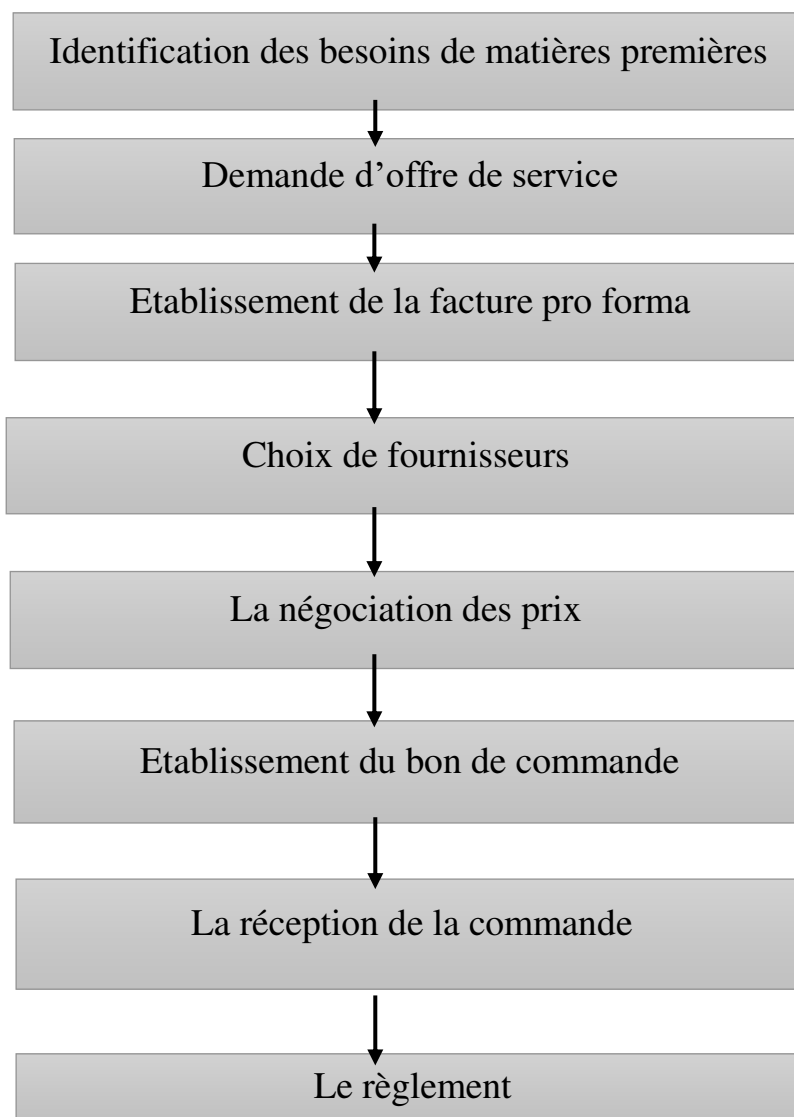 Identification des besoins de matières premières
Demande d’offre de service
Etablissement de la facture pro forma
Choix de fournisseurs
La négociation des prix
Etablissement du bon de commande
La réception de la commande
Le règlement